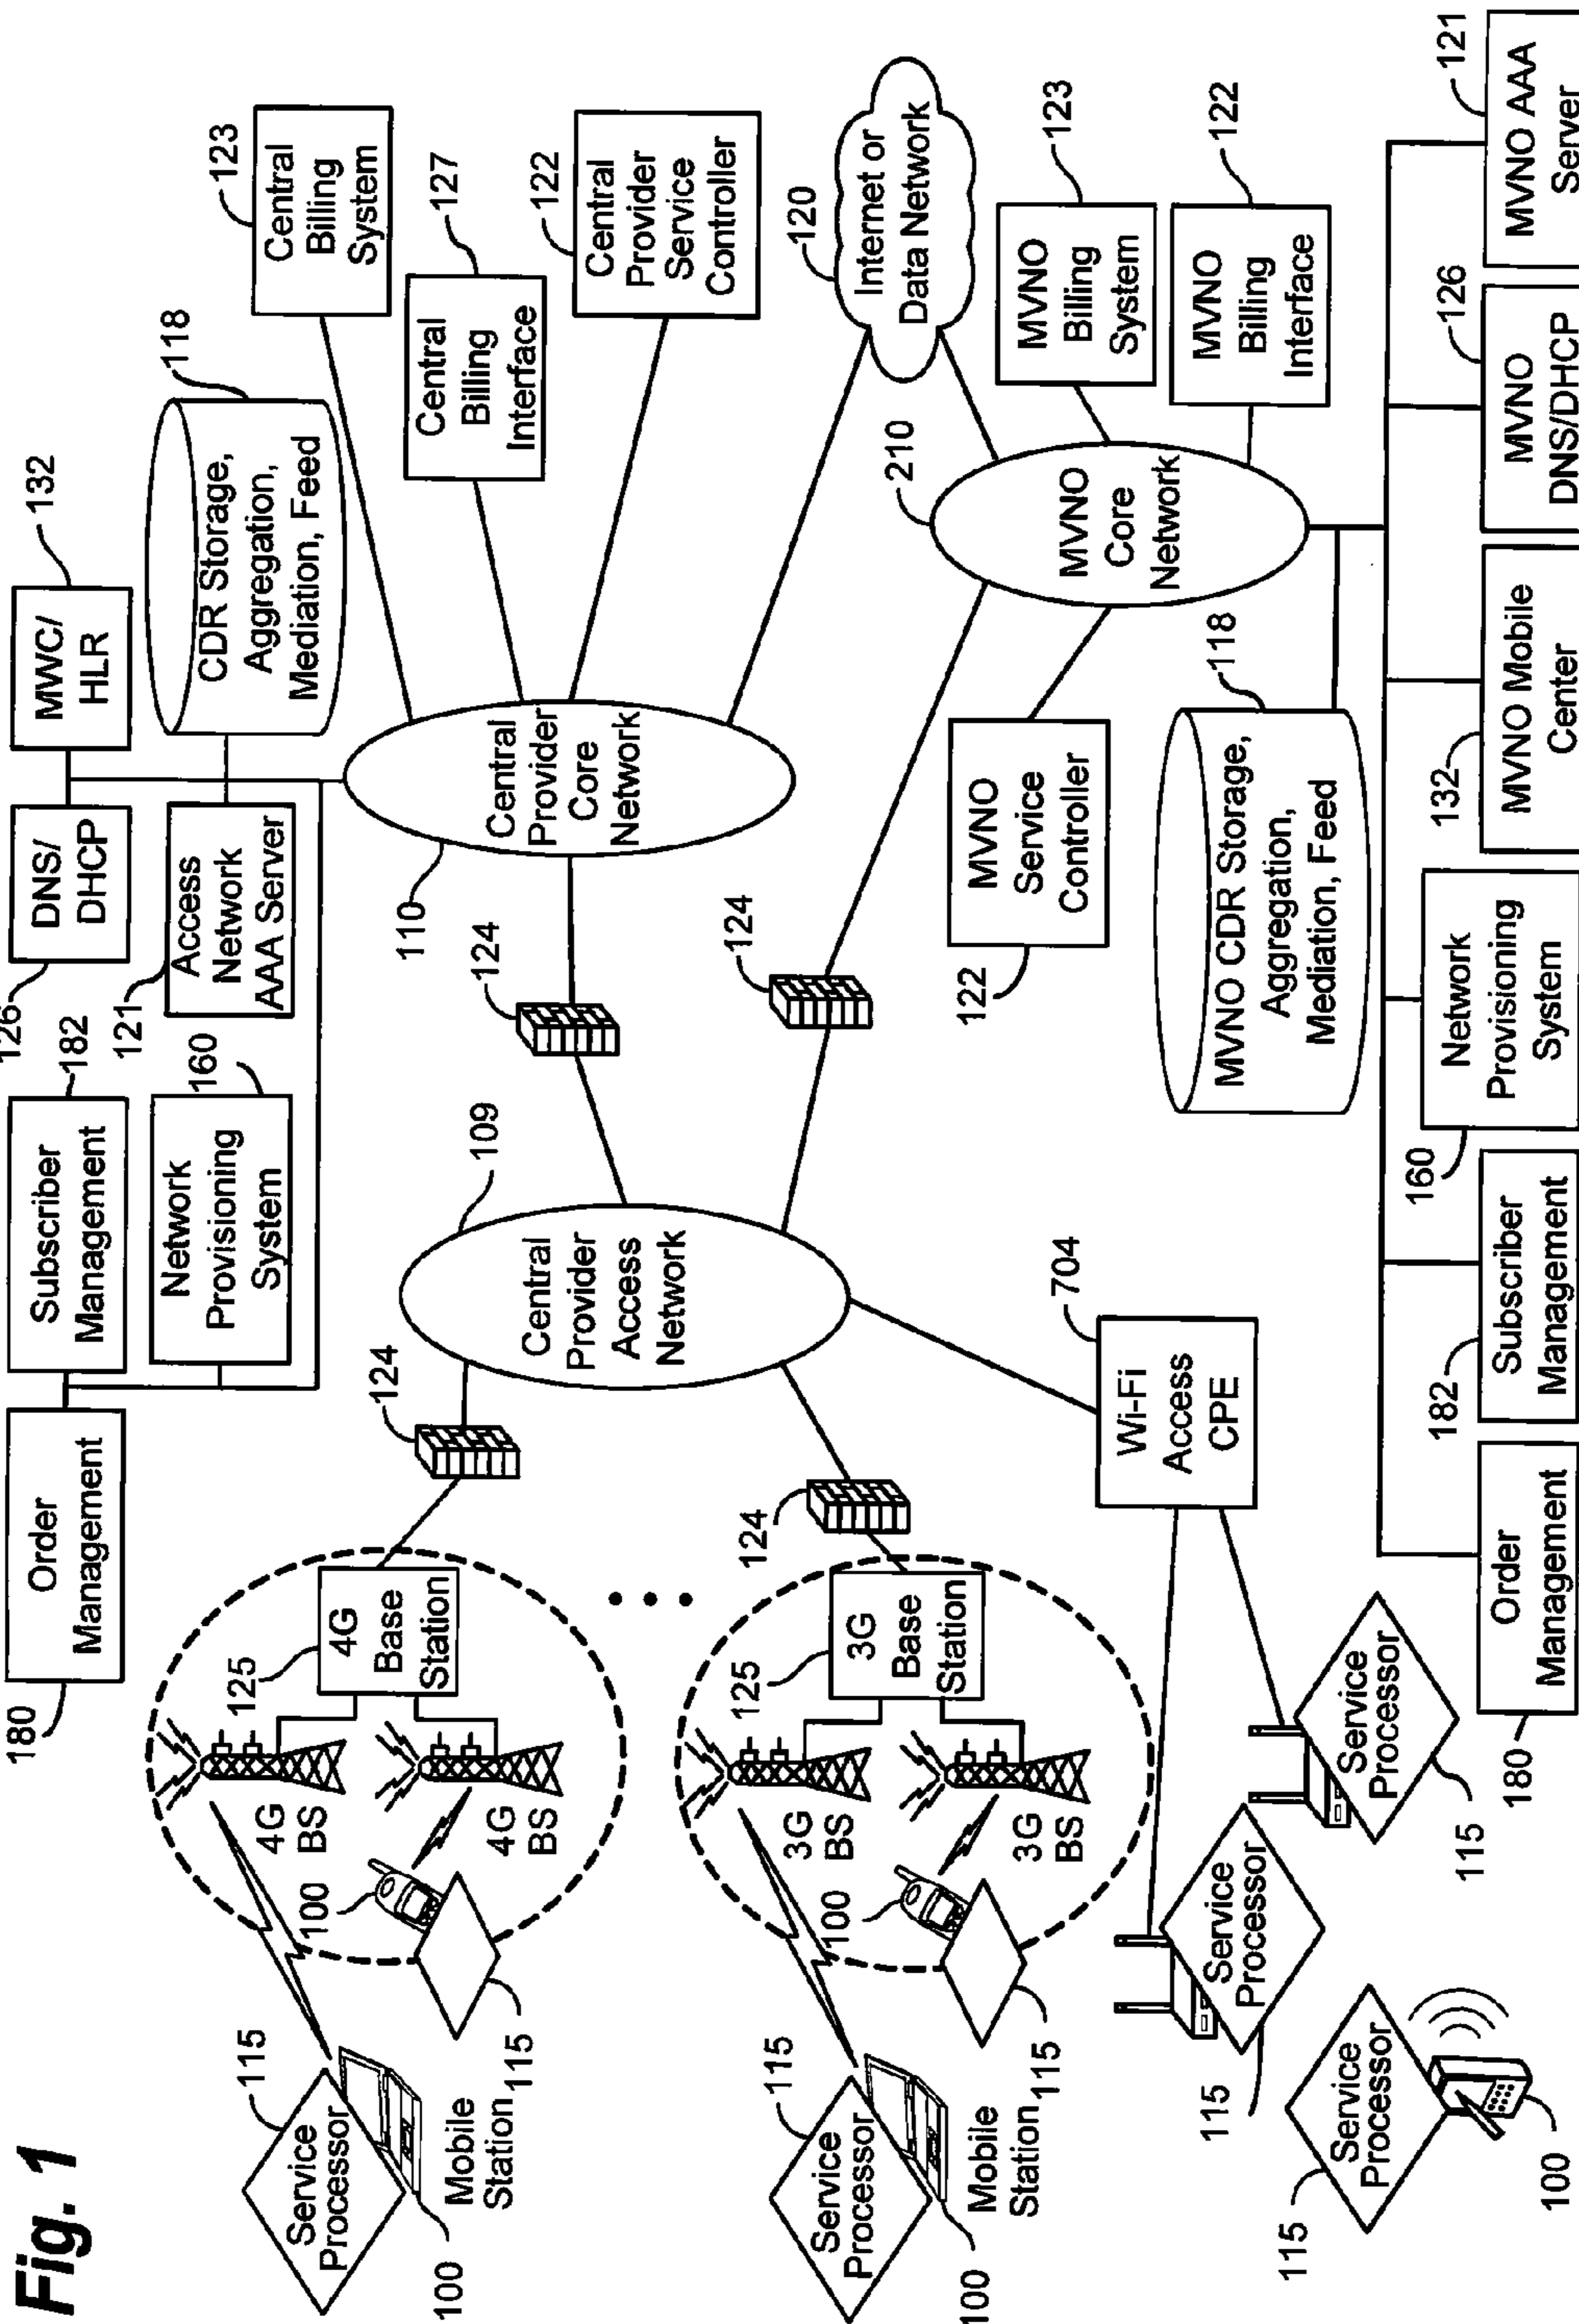 Fig. 1
180
Order
Management
Subscriber
Management
182
126
DNS/
DHCP
MWC/
HLR
132
Network
Provisioning
System
160
121
Access
Network
AAA Server
CDR Storage,
Aggregation,
Mediation, Feed
118
Central
Billing
System
123
Central
Billing
Interface
127
Central
Provider
Service
Controller
122
Internet or
Data Network
120
Central
Provider
Core
Network
110
124
124
Central
Provider
Access
Network
109
124
124
4G
Base
Station
125
4G
BS
4G
BS
100
115
Service
Processor
115
Mobile
Station
100
3G
Base
Station
125
3G
BS
3G
BS
100
115
Service
Processor
115
Mobile
Station
100
Wi-Fi
Access
CPE
704
Service
Processor
115
Service
Processor
115
Service
Processor
115
100
MVNO
Core
Network
210
MVNO
Billing
System
123
MVNO
Billing
Interface
122
MVNO
Service
Controller
122
MVNO CDR Storage,
Aggregation,
Mediation, Feed
118
Order
Management
180
Subscriber
Management
182
Network
Provisioning
System
160
MVNO Mobile
Center
132
MVNO
DNS/DHCP
126
MVNO AAA
Server
121